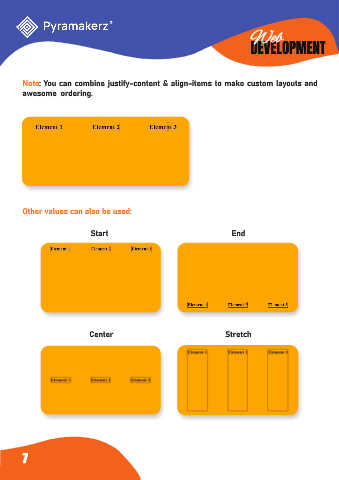 Pyramakerz®
Web
DEVELOPMENT
Note: You can combine justify-content & align-items to make custom layouts and
awesome ordering.
Element 1 Element 2 Element 3
Other values can also be used:
Start End
Element 1 Element 2 Element 3
Element 1 Element 2 Element 3
Center Stretch
Element 1 Element 2 Element 3
Element 1 Element 2 Element 3
7